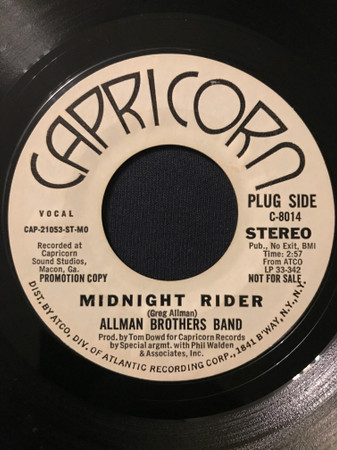 CAPRICORN
VOCAL
CAP-21053-ST-MO
Recorded at
Capricorn
Sound Studios,
Macon, Ga.
PROMOTION COPY
PLUG SIDE
C-8014
STEREO
Pub., No Exit, BMI
Time: 2:57
From ATCO
LP 33-342
NOT FOR SALE
MIDNIGHT RIDER
(Greg Allman)
ALLMAN BROTHERS BAND
Prod. by Tom Dowd for Capricorn Records
by Special argmt. with Phil Walden
& Associates, Inc.
DIST. BY ATCO, DIV. OF ATLANTIC RECORDING CORP., 1841 B'WAY, N.Y., N.Y.